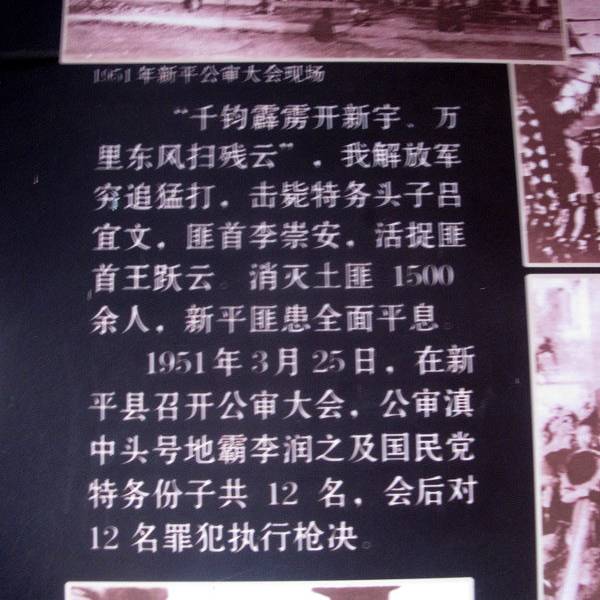 1951年新平公审大会现场
“千钧霹雳开新宇、万
里东风扫残云”，我解放军
穷追猛打，击毙特务头子吕
宜文，匪首李崇安，活捉匪
首王跃云。消灭土匪 1500
余人，新平匪患全面平息。
1951年3月25日，在新
平县召开公审大会，公审滇
中头号地霸李润之及国民党
特务份子共 12 名，会后对
12名罪犯执行枪决。